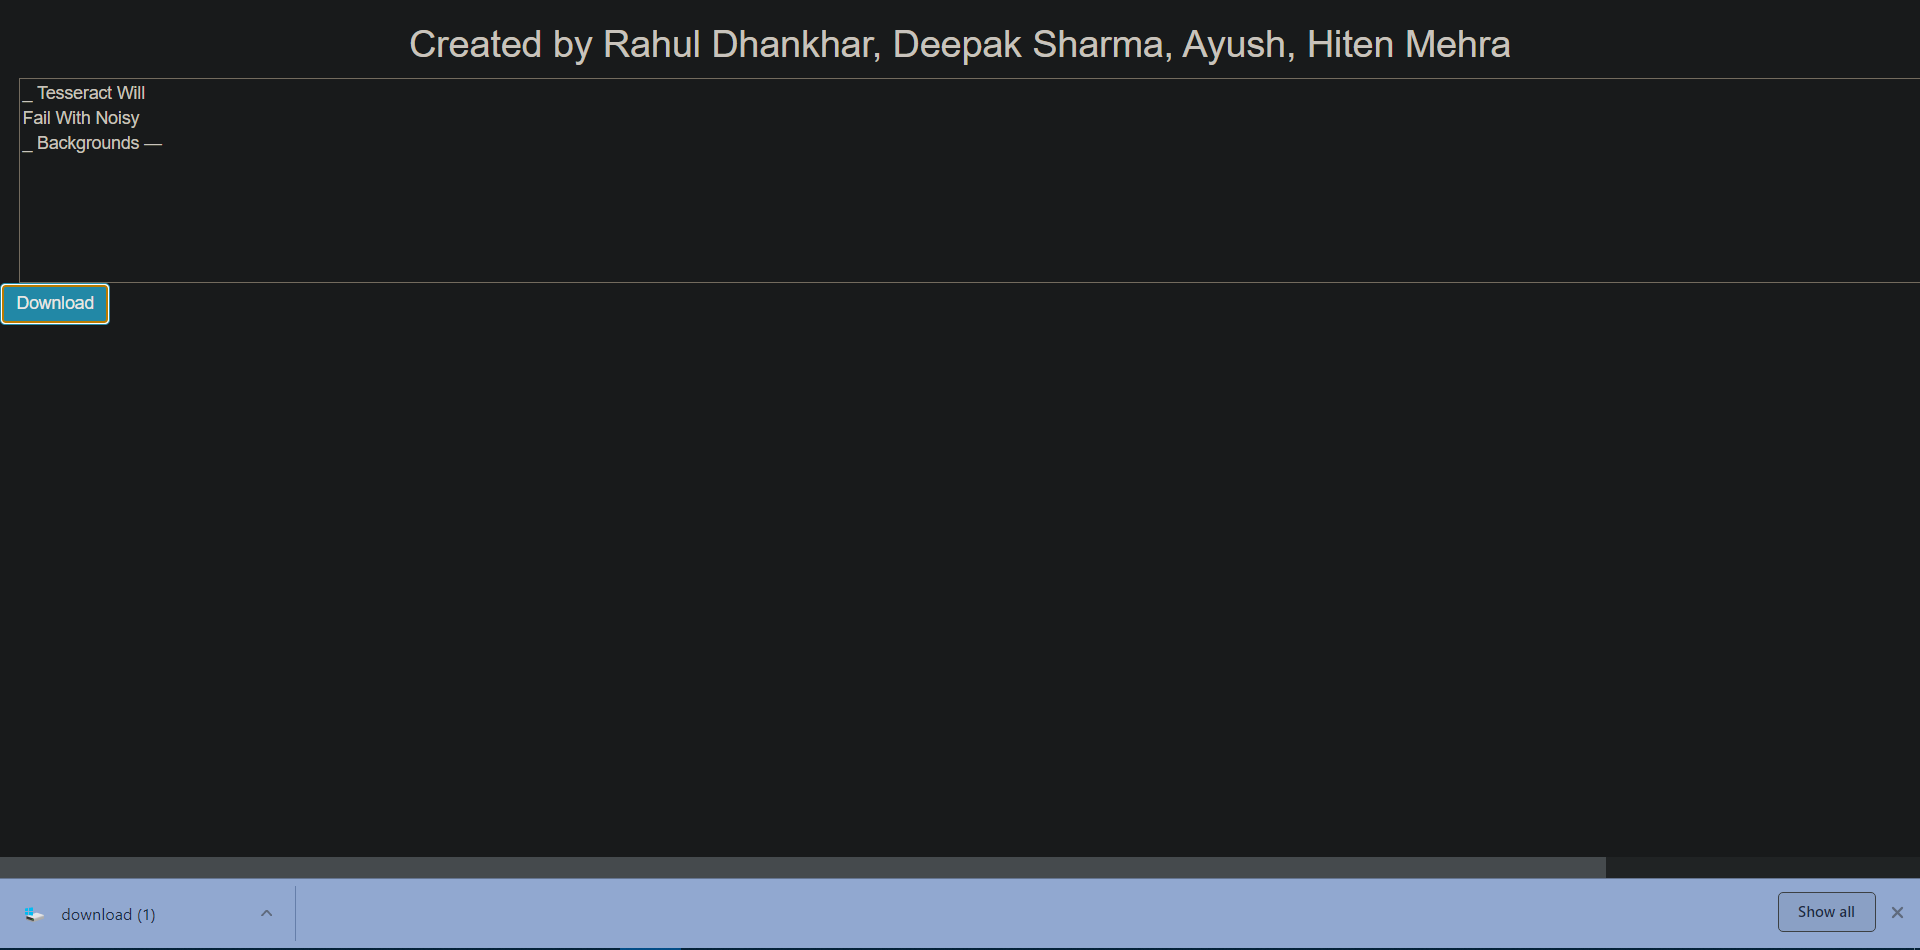 Created by Rahul Dhankhar, Deepak Sharma, Ayush, Hiten Mehra
_ Tesseract Will
Fail With Noisy
_ Backgrounds —
Download
download (1)
Show all